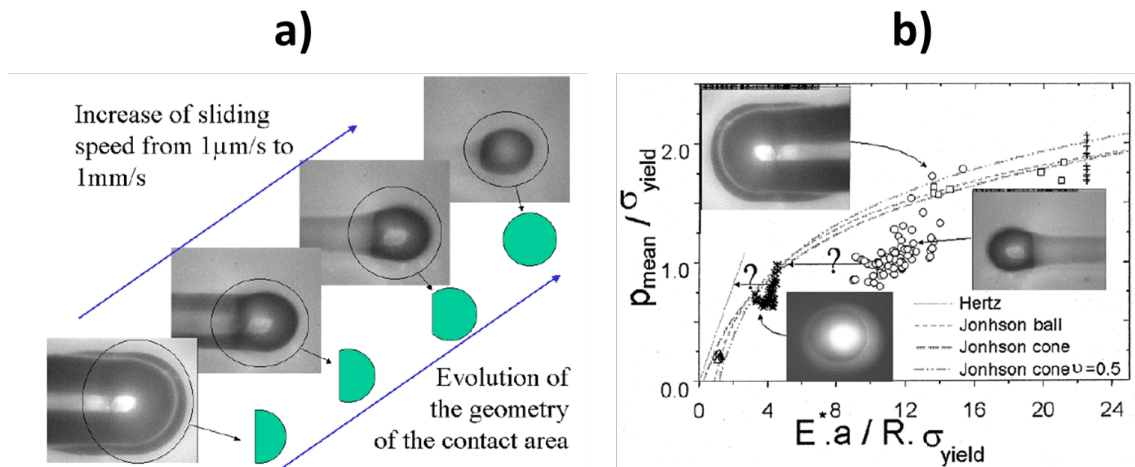 a)
b)
Increase of sliding
speed from 1μm/s to
1mm/s
Evolution of
the geometry
of the contact area
pmean / σyield
2.0
1.0
0.0
?
?
Hertz
Jonhson ball
Jonhson cone
Jonhson cone υ=0.5
0
4
8
12
16
20
24
E*.a / R.σyield